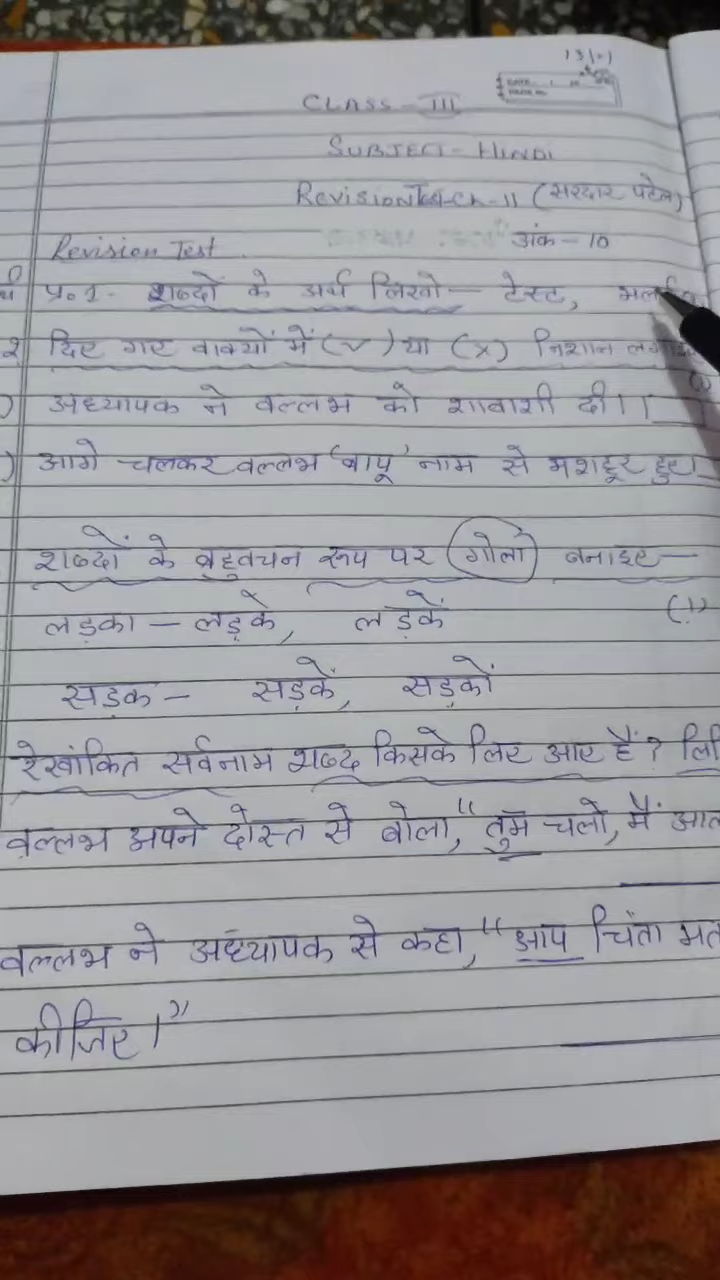 CLASS - III
SUBJECT - HINDI
Revision Test Ch-11 (सरदार पटेल)
Revision Test
अंक - 10
प्र०1- शब्दों के अर्थ लिखो - टेस्ट,
दिए गए वाक्यों में (✓) या (×) निशान
अध्यापक ने वल्लभ को शाबाशी दी।
आगे चलकर वल्लभ 'बापू' नाम से मशहूर हुए
शब्दों के बहुवचन रूप पर गोला बनाइए -
लड़का - लड़के, लड़कें (1)
सड़क - सड़कें, सड़कों
रेखांकित सर्वनाम शब्द किसके लिए आए हैं?
वल्लभ अपने दोस्त से बोला, "तुम चलो, मैं
वल्लभ ने अध्यापक से कहा, "आप चिंता मत
कीजिए।"